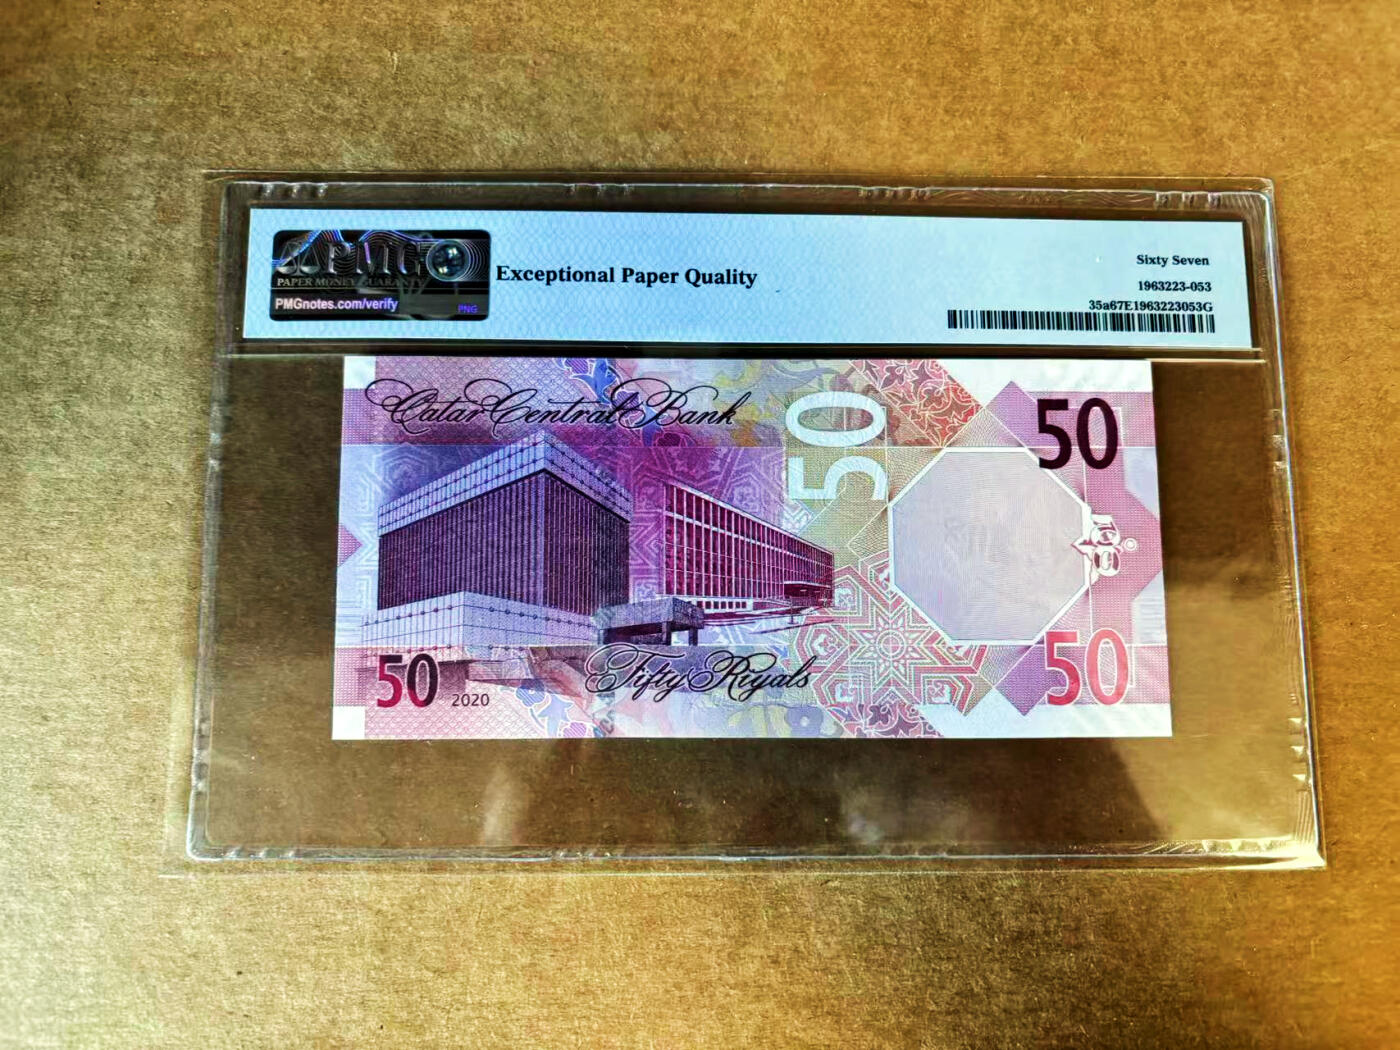 PMG
PAPER MONEY GUARANTY
PMGnotes.com/verify
PNG
Exceptional Paper Quality
Sixty Seven
1963223-053
35a67E1963223053G
Qatar Central Bank
50
50
50
2020
Fifty Riyals
50